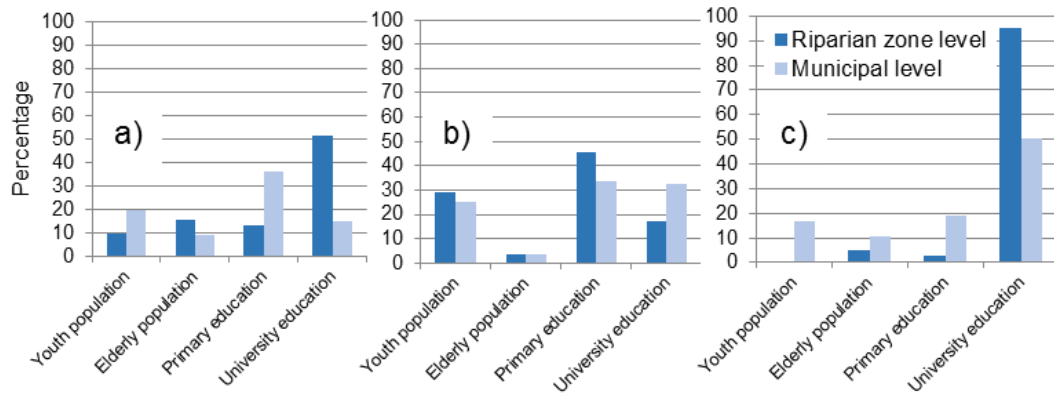 Percentage
100
90
80
70
60
50
40
30
20
10
0
a)
Youth population
Elderly population
Primary education
University education
100
90
80
70
60
50
40
30
20
10
0
b)
Youth population
Elderly population
Primary education
University education
100
90
80
70
60
50
40
30
20
10
0
Riparian zone level
Municipal level
c)
Youth population
Elderly population
Primary education
University education